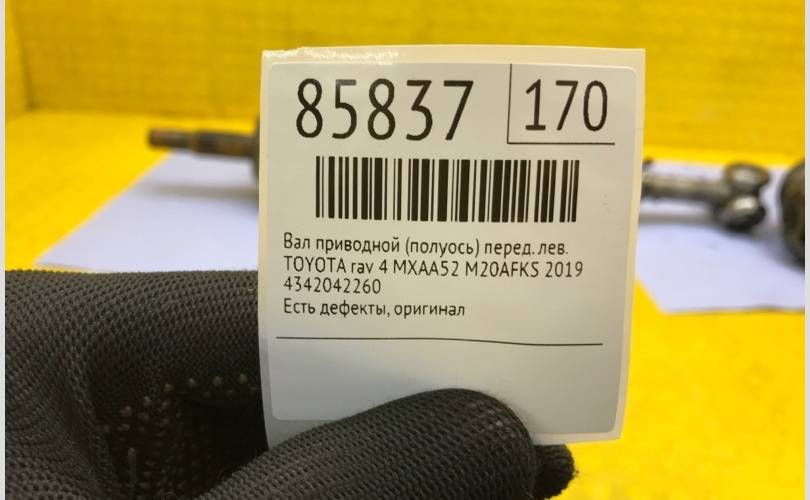 85837 170
Вал приводной (полуось) перед. лев.
TOYOTA rav 4 MXAA52 M20AFKS 2019
4342042260
Есть дефекты, оригинал